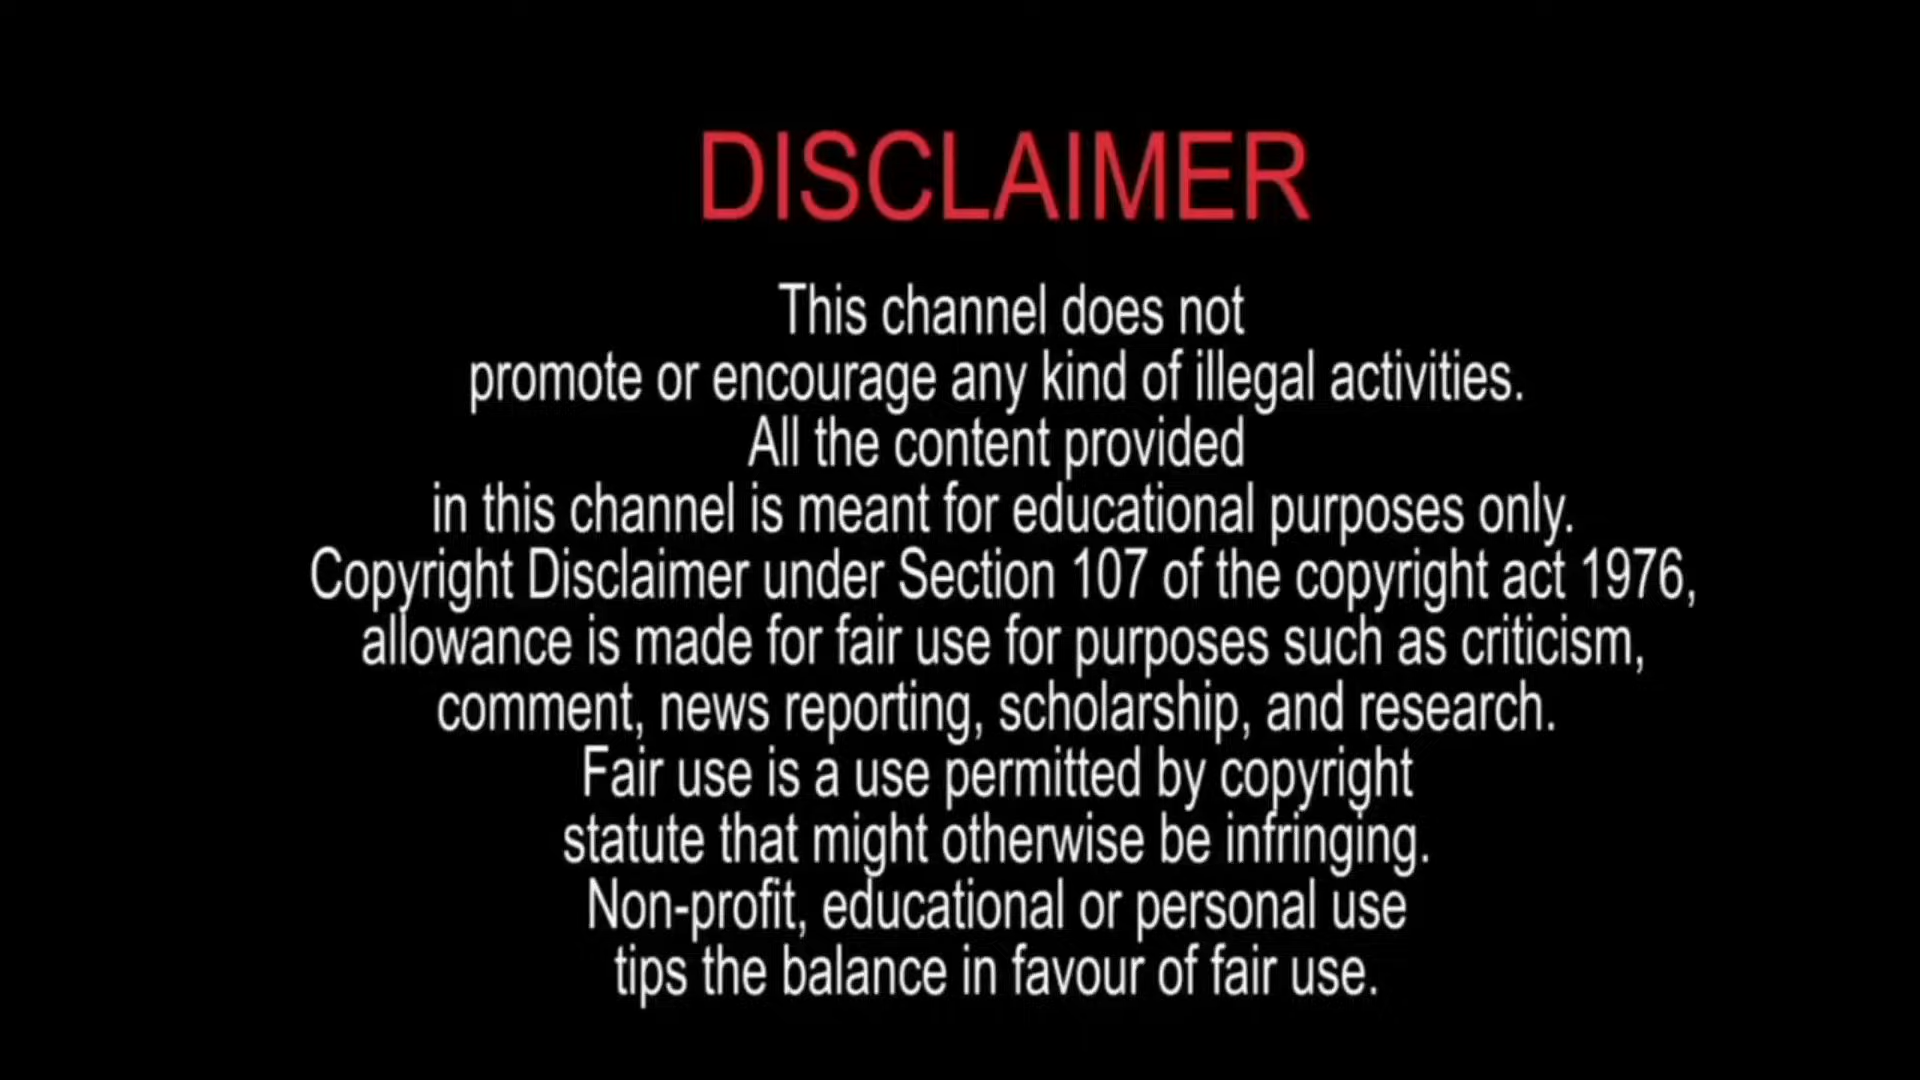 DISCLAIMER
This channel does not
promote or encourage any kind of illegal activities.
All the content provided
in this channel is meant for educational purposes only.
Copyright Disclaimer under Section 107 of the copyright act 1976,
allowance is made for fair use for purposes such as criticism,
comment, news reporting, scholarship, and research.
Fair use is a use permitted by copyright
statute that might otherwise be infringing.
Non-profit, educational or personal use
tips the balance in favour of fair use.